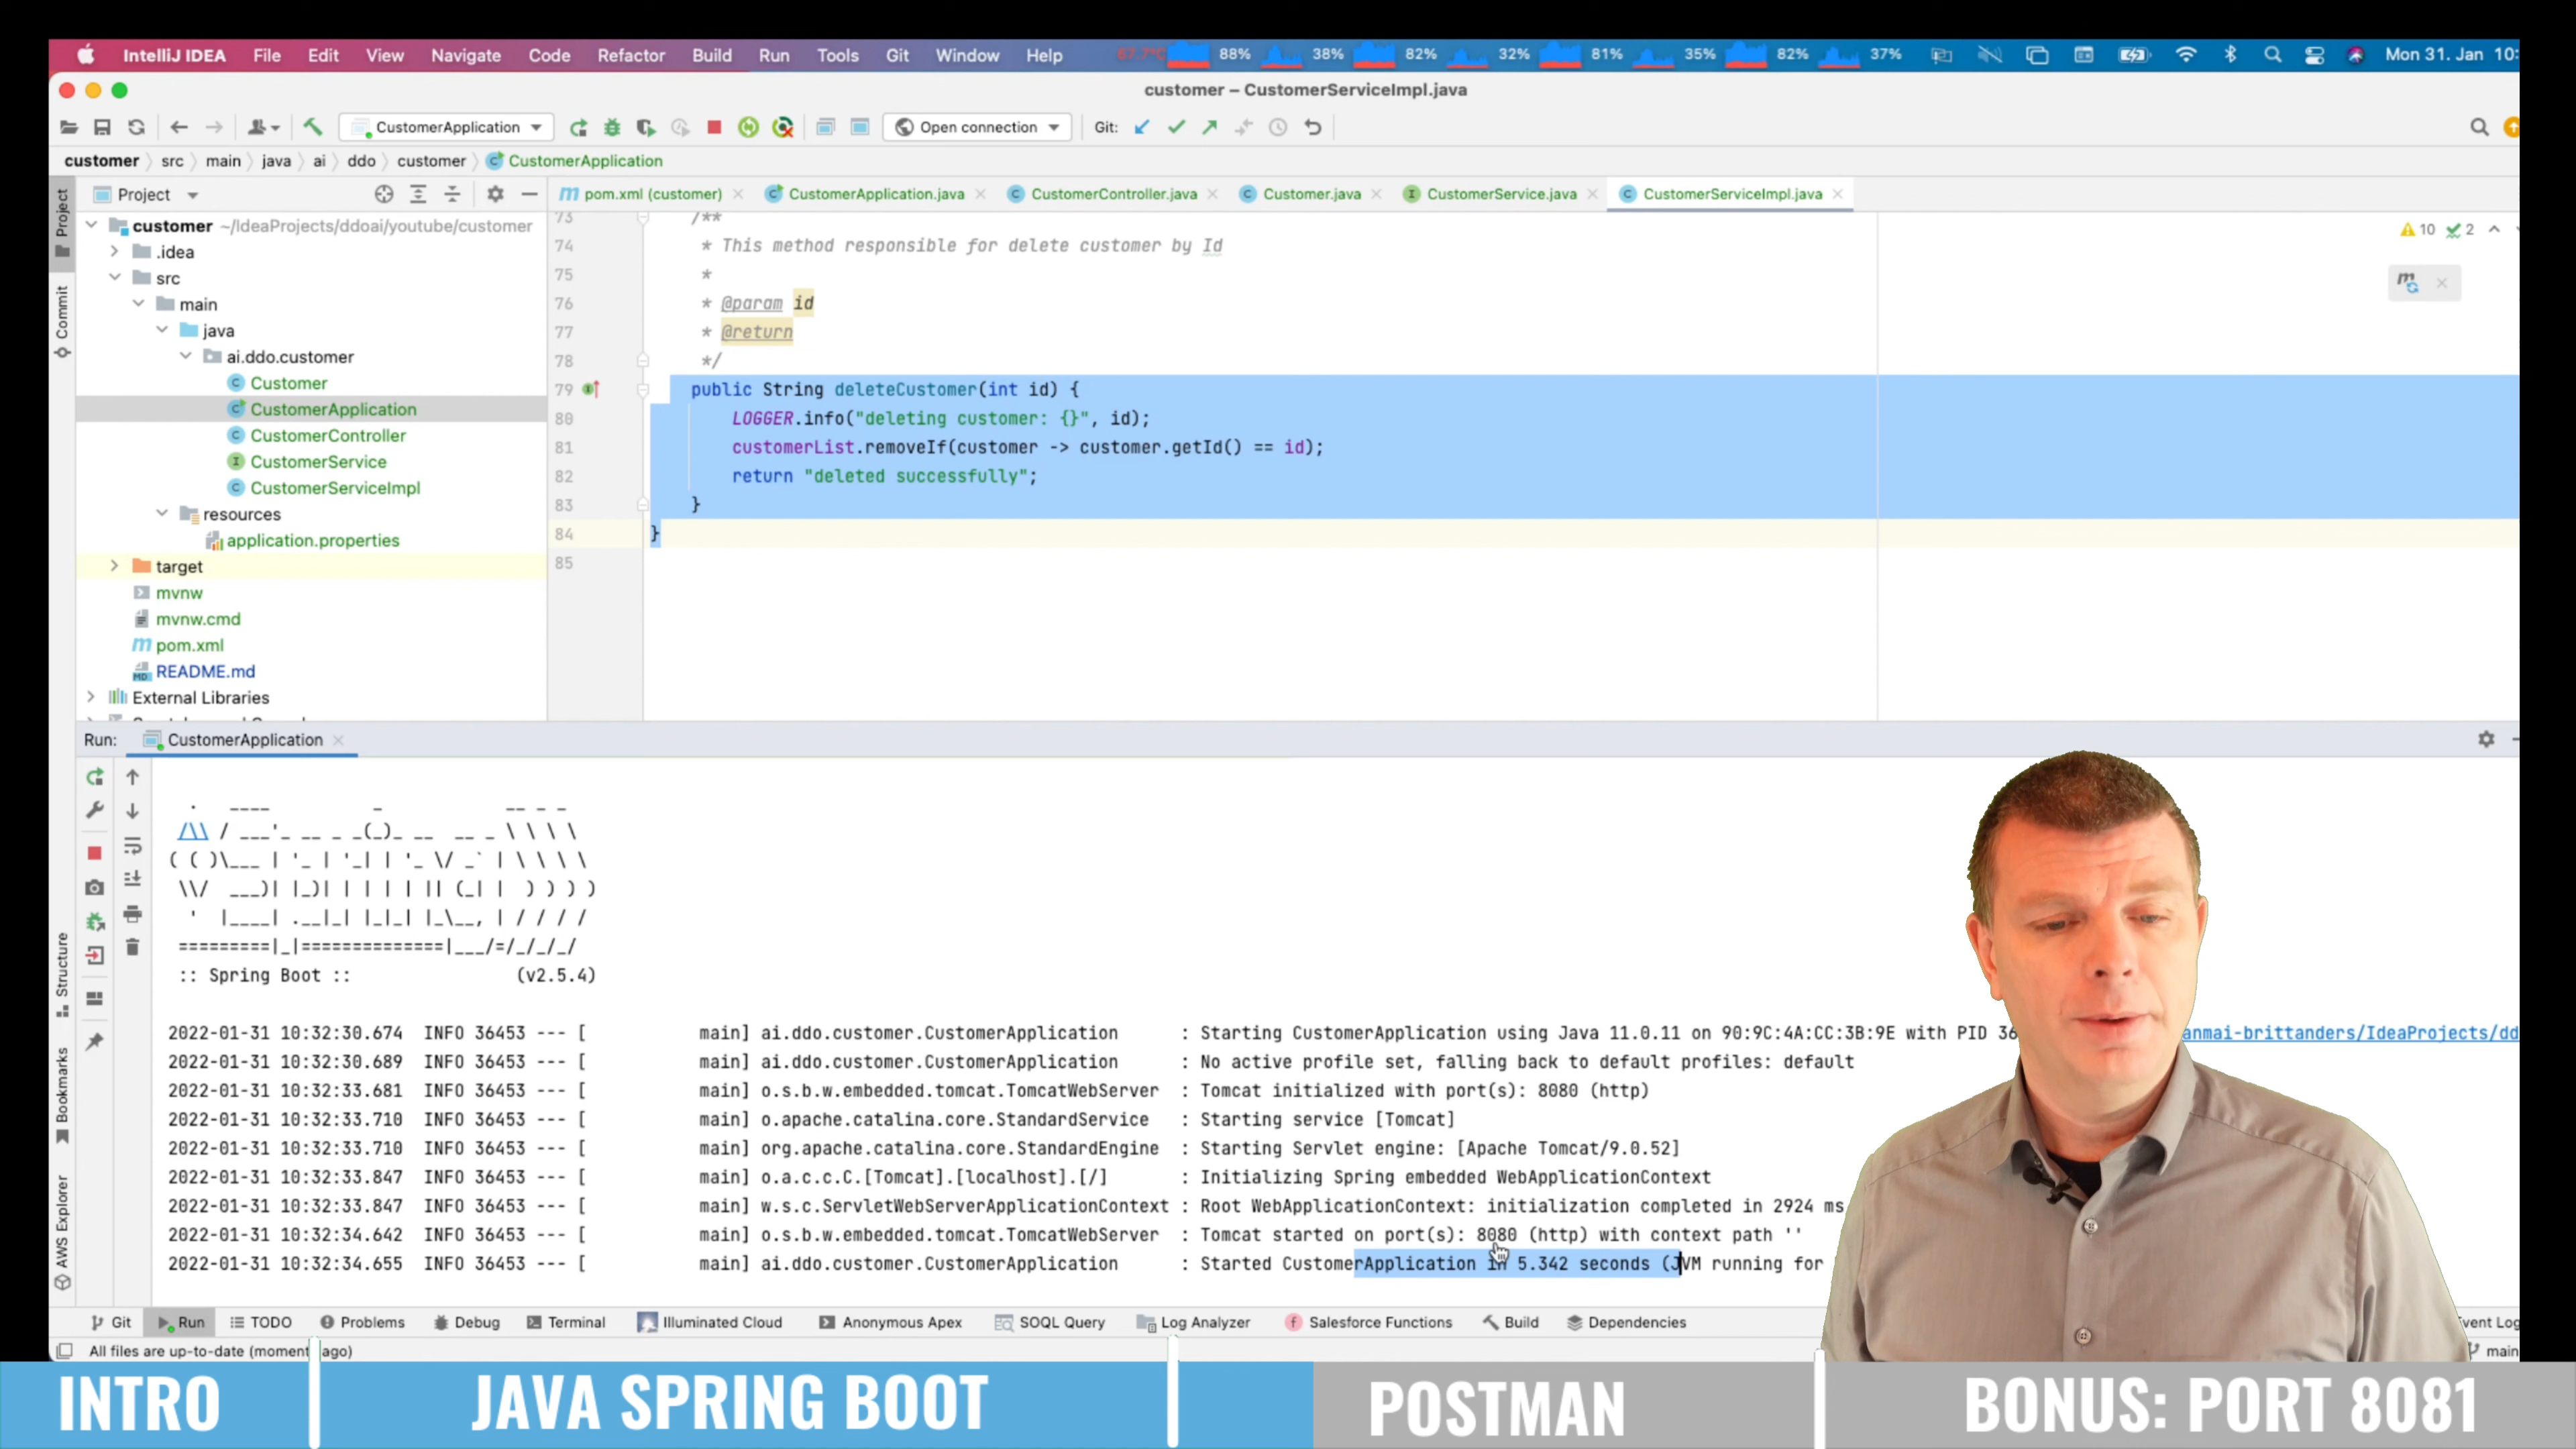 IntelliJ IDEA File Edit View Navigate Code Refactor Build Run Tools Git Window Help 67.7°C 88% 38% 82% 32% 81% 35% 82% 37% Mon 31. Jan 10:
customer – CustomerServiceImpl.java
CustomerApplication Open connection Git:
customer src main java ai ddo customer CustomerApplication
Project
pom.xml (customer) CustomerApplication.java CustomerController.java Customer.java CustomerService.java CustomerServiceImpl.java
Project
Commit
Structure
Bookmarks
AWS Explorer
customer ~/IdeaProjects/ddoai/youtube/customer
.idea
src
main
java
ai.ddo.customer
Customer
CustomerApplication
CustomerController
CustomerService
CustomerServiceImpl
resources
application.properties
target
mvnw
mvnw.cmd
pom.xml
README.md
External Libraries
10 2
73 /**
74 * This method responsible for delete customer by Id
75 *
76 * @param id
77 * @return
78 */
79 public String deleteCustomer(int id) {
80 LOGGER.info("deleting customer: {}", id);
81 customerList.removeIf(customer -> customer.getId() == id);
82 return "deleted successfully";
83 }
84 }
85
Run: CustomerApplication
:: Spring Boot :: (v2.5.4)
2022-01-31 10:32:30.674 INFO 36453 --- [ main] ai.ddo.customer.CustomerApplication : Starting CustomerApplication using Java 11.0.11 on 90:9C:4A:CC:3B:9E with PID 36 anmai-brittanders/IdeaProjects/dd
2022-01-31 10:32:30.689 INFO 36453 --- [ main] ai.ddo.customer.CustomerApplication : No active profile set, falling back to default profiles: default
2022-01-31 10:32:33.681 INFO 36453 --- [ main] o.s.b.w.embedded.tomcat.TomcatWebServer : Tomcat initialized with port(s): 8080 (http)
2022-01-31 10:32:33.710 INFO 36453 --- [ main] o.apache.catalina.core.StandardService : Starting service [Tomcat]
2022-01-31 10:32:33.710 INFO 36453 --- [ main] org.apache.catalina.core.StandardEngine : Starting Servlet engine: [Apache Tomcat/9.0.52]
2022-01-31 10:32:33.847 INFO 36453 --- [ main] o.a.c.c.C.[Tomcat].[localhost].[/] : Initializing Spring embedded WebApplicationContext
2022-01-31 10:32:33.847 INFO 36453 --- [ main] w.s.c.ServletWebServerApplicationContext : Root WebApplicationContext: initialization completed in 2924 ms
2022-01-31 10:32:34.642 INFO 36453 --- [ main] o.s.b.w.embedded.tomcat.TomcatWebServer : Tomcat started on port(s): 8080 (http) with context path ''
2022-01-31 10:32:34.655 INFO 36453 --- [ main] ai.ddo.customer.CustomerApplication : Started CustomerApplication in 5.342 seconds (JVM running for
Git Run TODO Problems Debug Terminal Illuminated Cloud Anonymous Apex SOQL Query Log Analyzer Salesforce Functions Build Dependencies Event Log
All files are up-to-date (moments ago) main
INTRO JAVA SPRING BOOT POSTMAN BONUS: PORT 8081